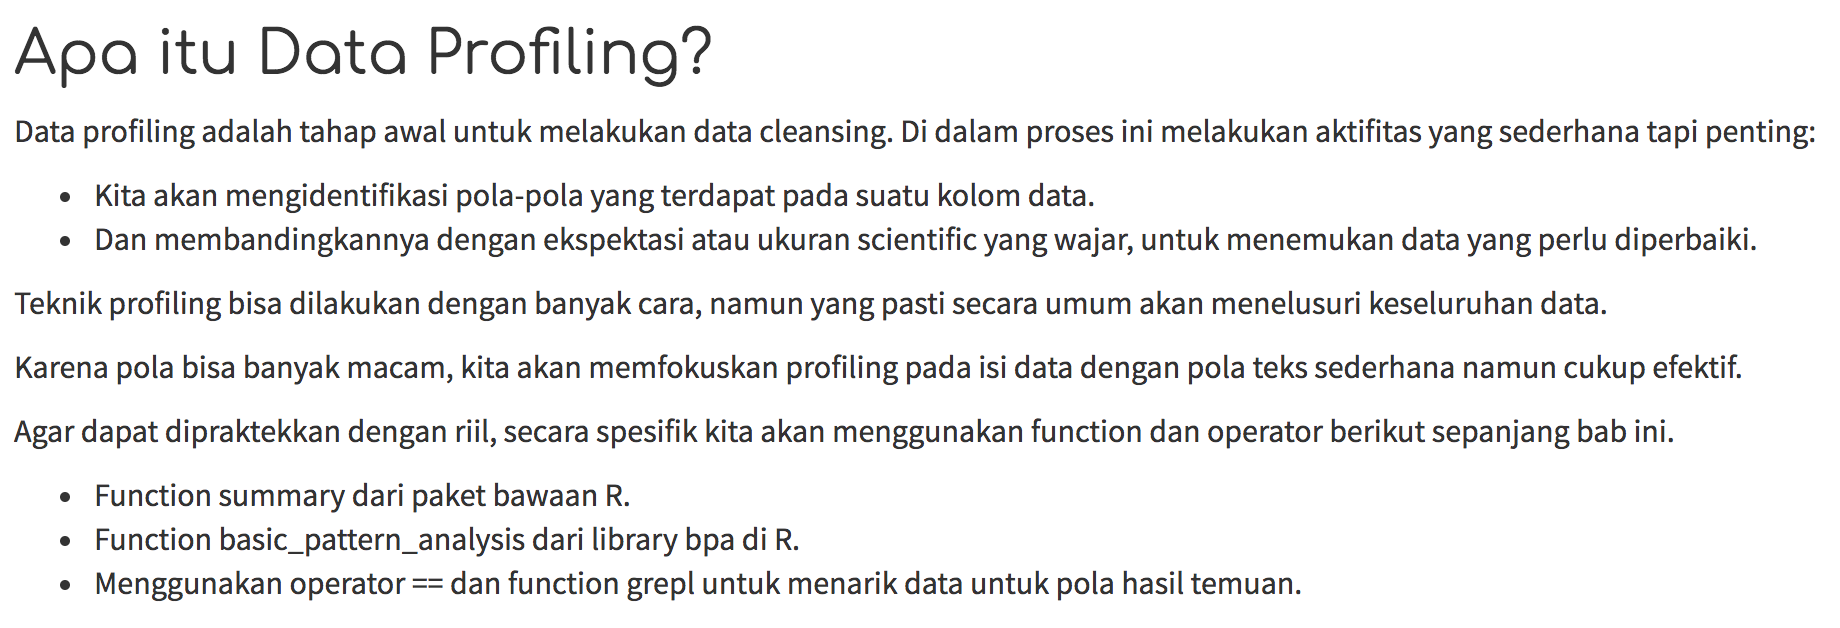 Apa itu Data Profiling?
Data profiling adalah tahap awal untuk melakukan data cleansing. Di dalam proses ini melakukan aktifitas yang sederhana tapi penting:
• Kita akan mengidentifikasi pola-pola yang terdapat pada suatu kolom data.
• Dan membandingkannya dengan ekspektasi atau ukuran scientific yang wajar, untuk menemukan data yang perlu diperbaiki.
Teknik profiling bisa dilakukan dengan banyak cara, namun yang pasti secara umum akan menelusuri keseluruhan data.
Karena pola bisa banyak macam, kita akan memfokuskan profiling pada isi data dengan pola teks sederhana namun cukup efektif.
Agar dapat dipraktekkan dengan riil, secara spesifik kita akan menggunakan function dan operator berikut sepanjang bab ini.
• Function summary dari paket bawaan R.
• Function basic_pattern_analysis dari library bpa di R.
• Menggunakan operator == dan function grepl untuk menarik data untuk pola hasil temuan.